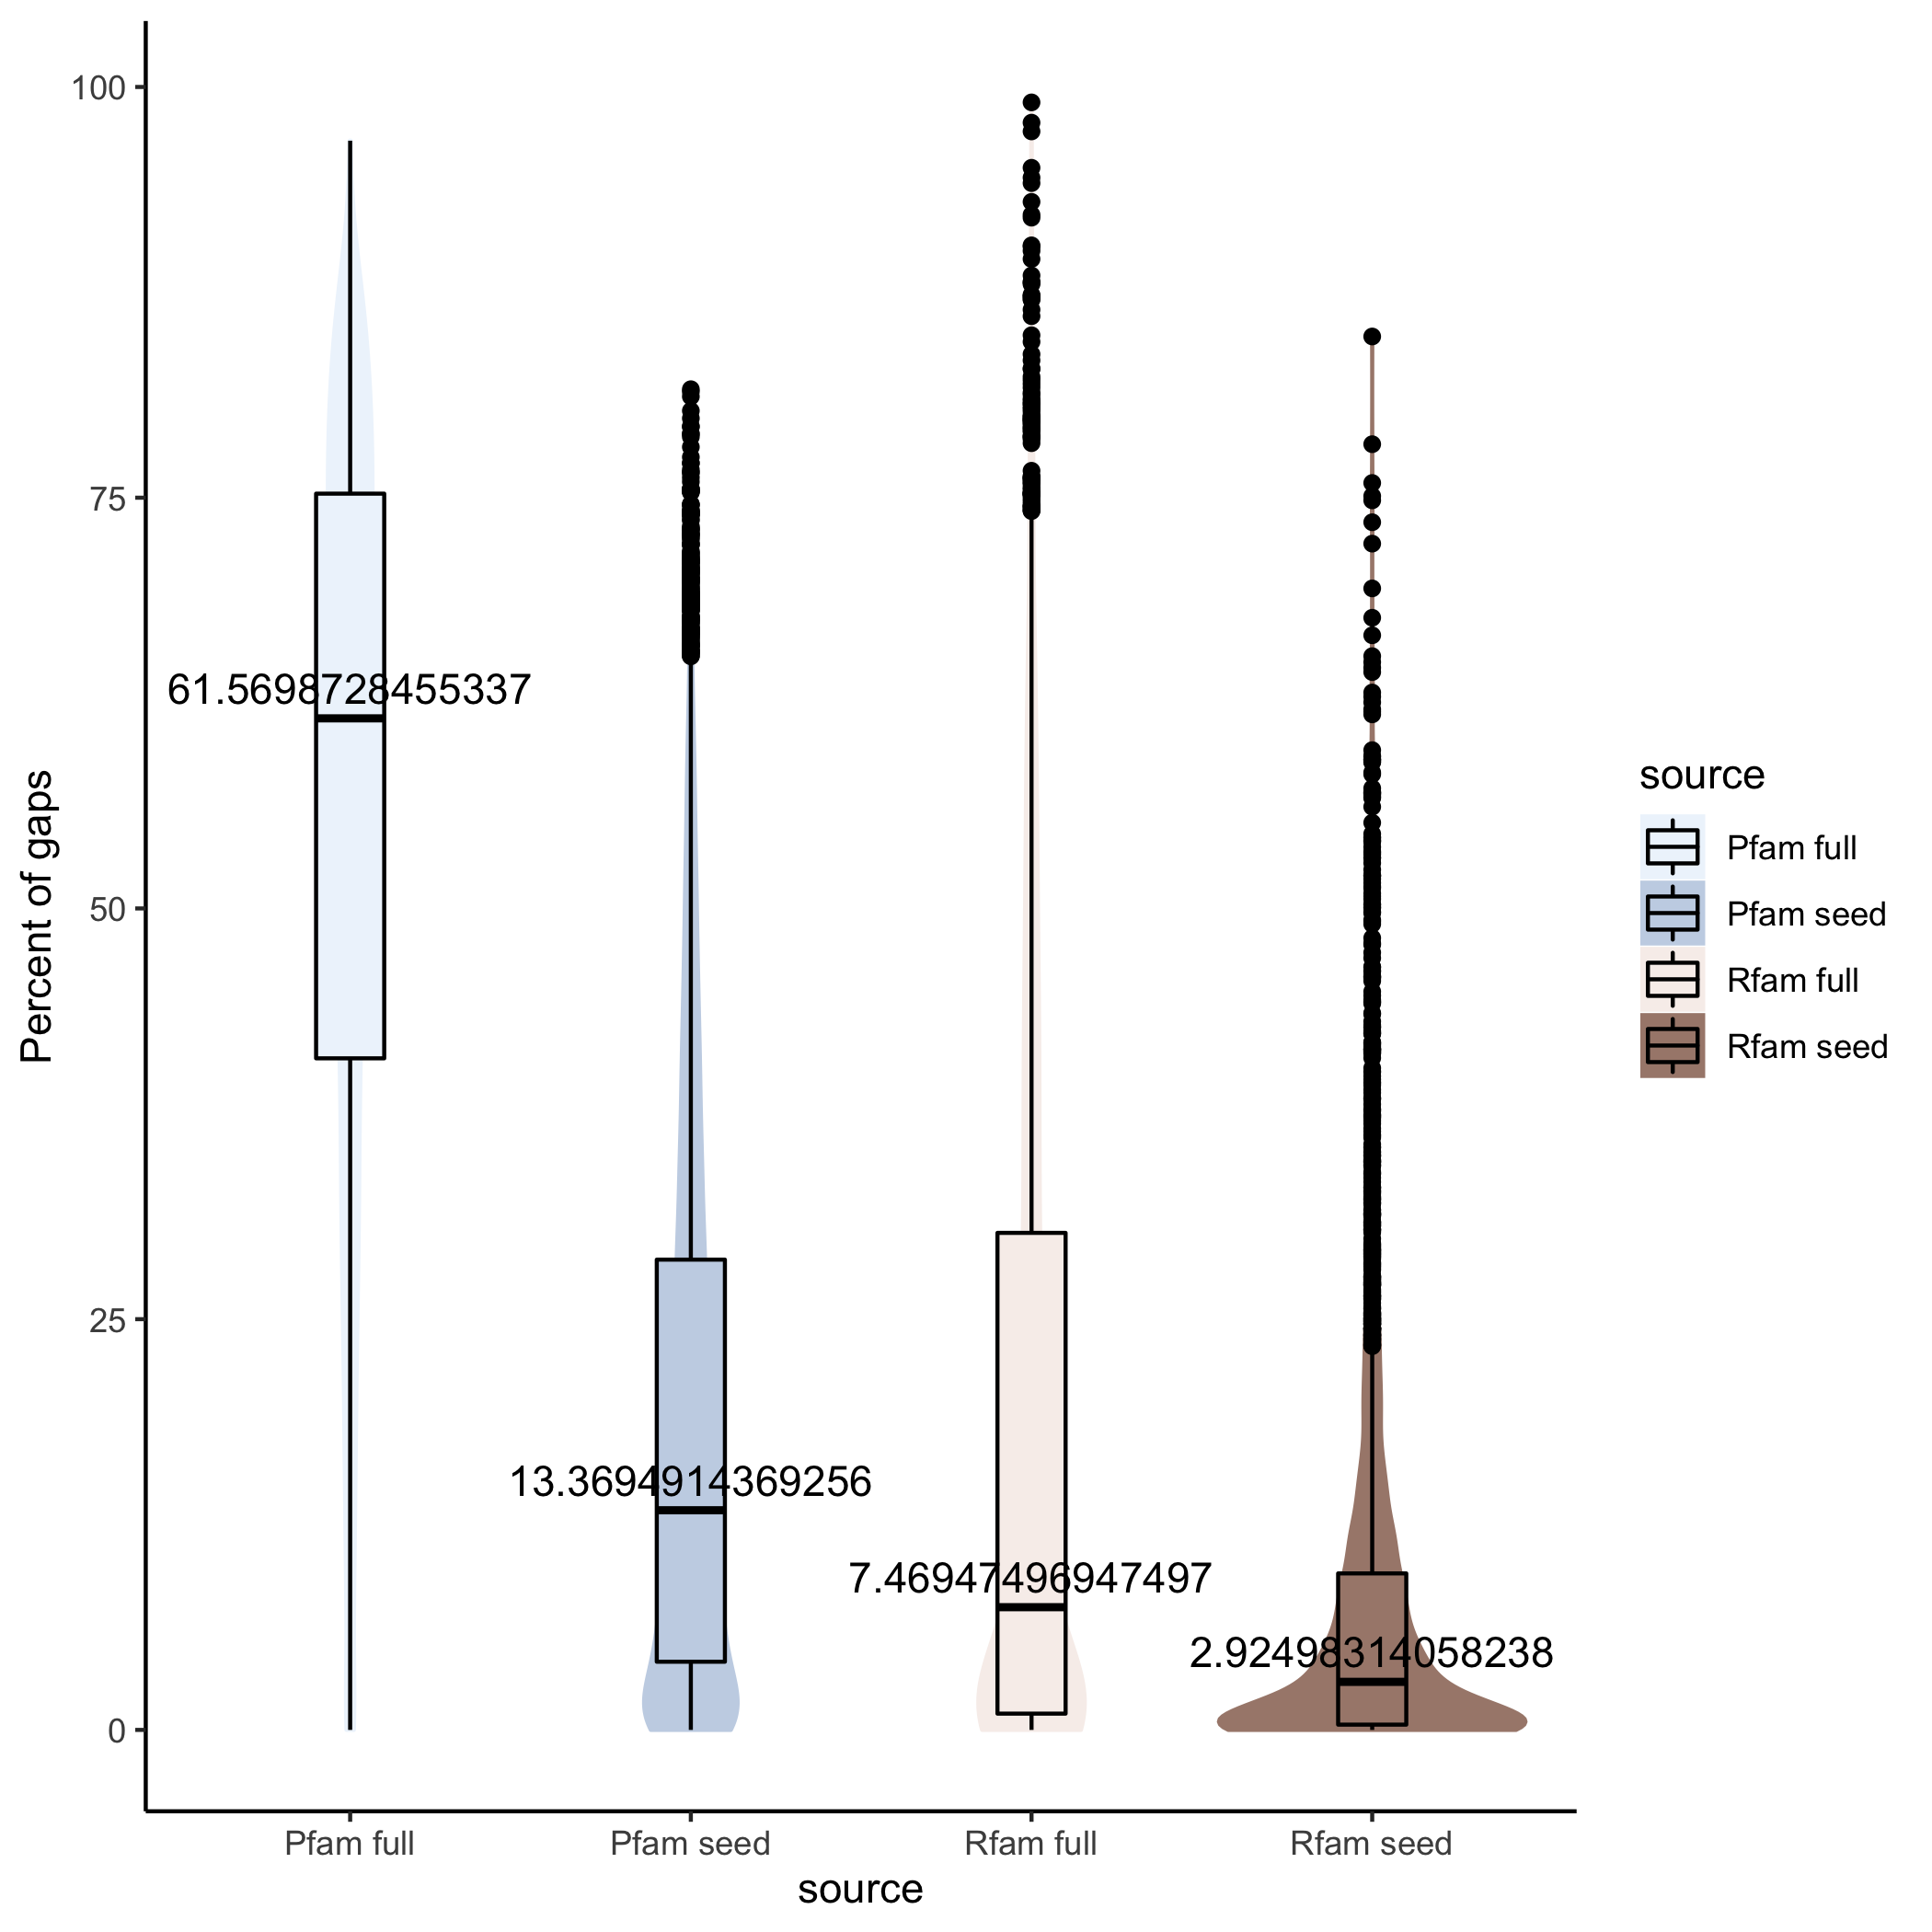 100
75
50
25
0
Percent of gaps
61.5698728455337
13.3694914369256
7.46947496947497
2.92498314058238
Pfam full
Pfam seed
Rfam full
Rfam seed
source
source
Pfam full
Pfam seed
Rfam full
Rfam seed